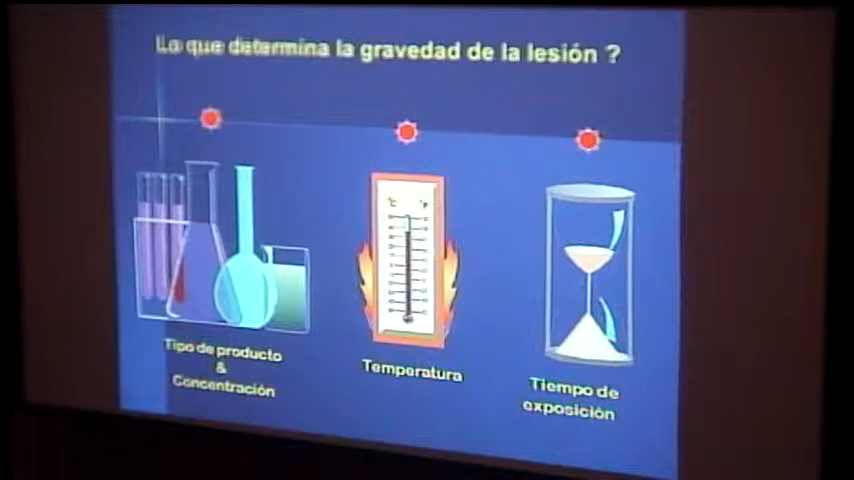 Lo que determina la gravedad de la lesión ?
°C °F
Tipo de producto
&
Concentración
Temperatura
Tiempo de
exposición